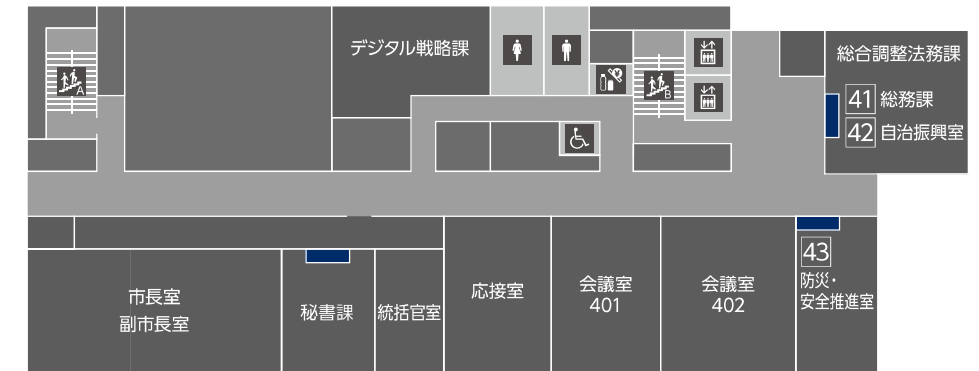 デジタル戦略課
総合調整法務課
41 総務課
42 自治振興室
A
B
市長室
副市長室
秘書課
統括官室
応接室
会議室
401
会議室
402
43
防災・
安全推進室